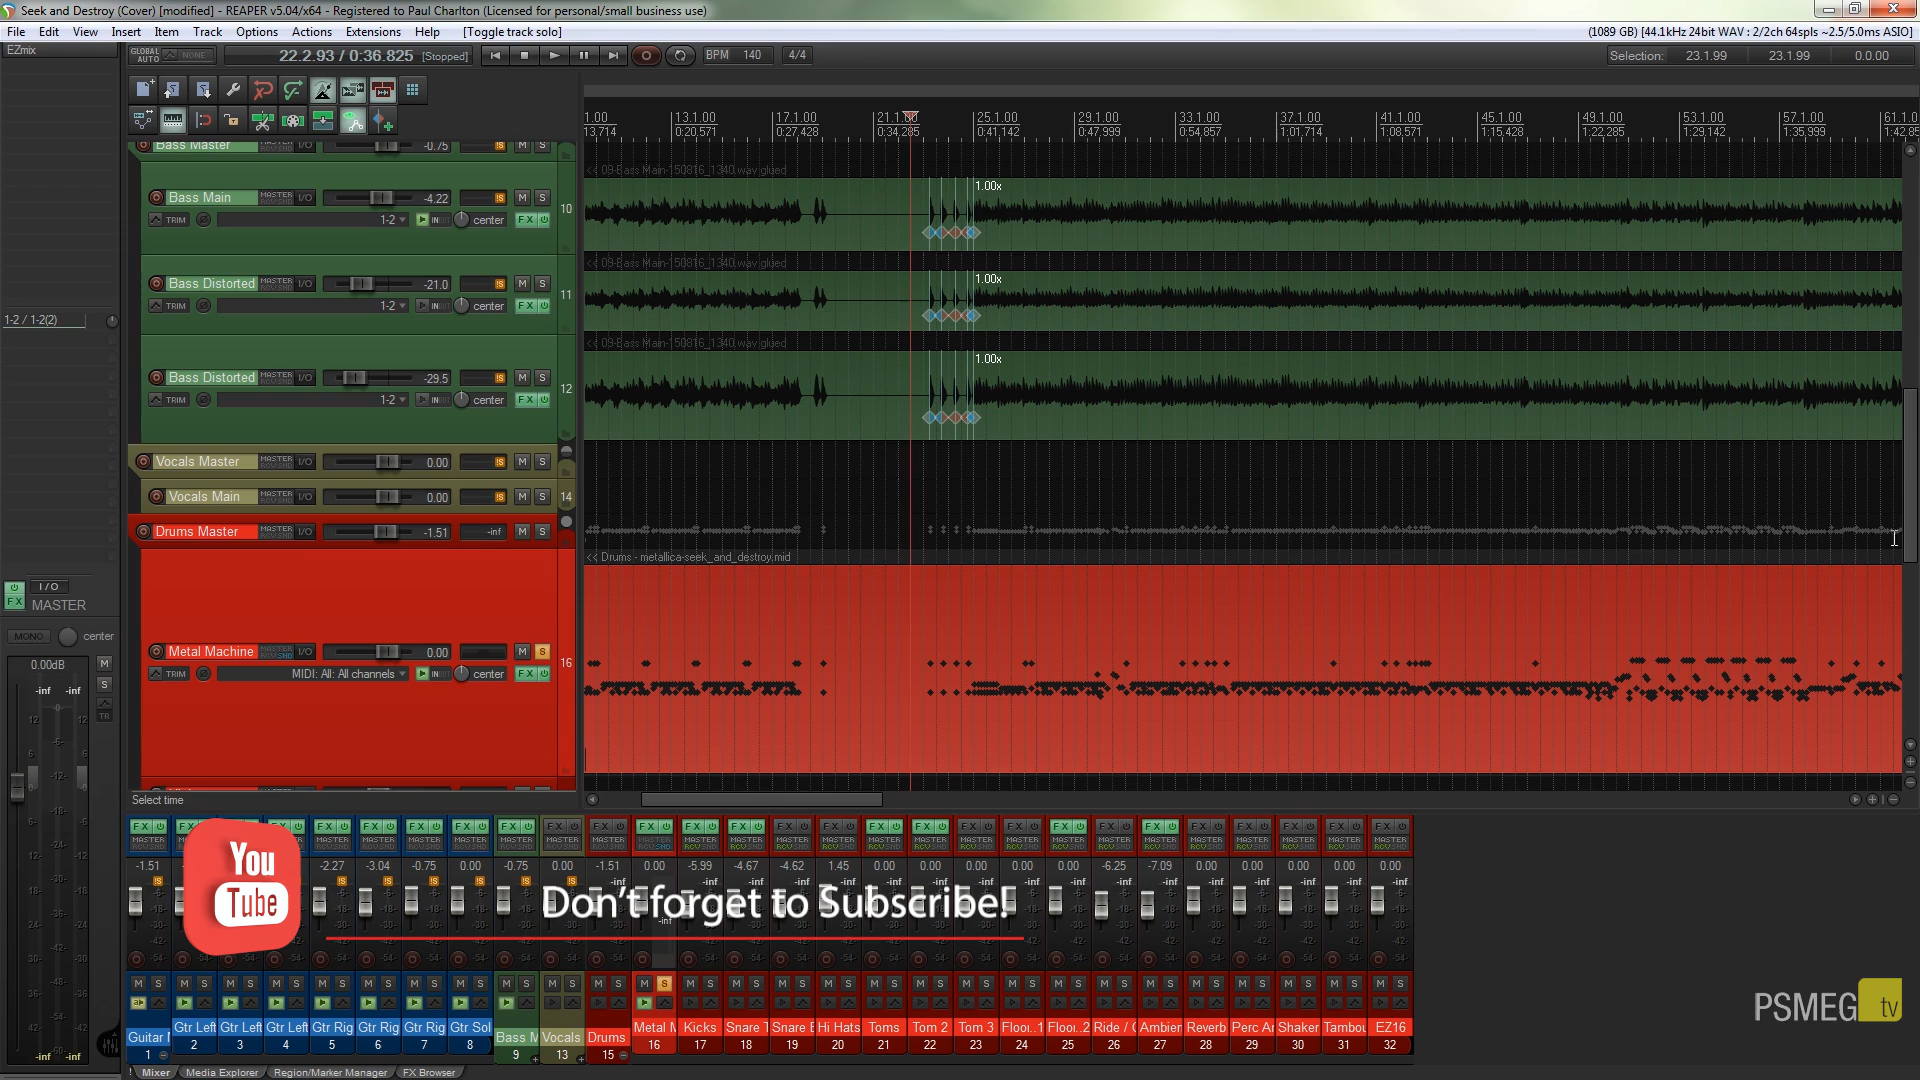 Seek and Destroy (Cover) [modified] - REAPER v5.04/x64 - Registered to Paul Charlton (Licensed for personal/small business use)
File Edit View Insert Item Track Options Actions Extensions Help [Toggle track solo]
(1089 GB) [44.1kHz 24bit WAV : 2/2ch 64spls ~2.5/5.0ms ASIO]
EZmix
GLOBAL AUTO NONE
22.2.93 / 0:36.825 [Stopped]
BPM 140 4/4
Selection: 23.1.99 23.1.99 0.0.00
1.00 13.1.00 17.1.00 21.1.00 25.1.00 29.1.00 33.1.00 37.1.00 41.1.00 45.1.00 49.1.00 53.1.00 57.1.00 61.1.0
13.714 0:20.571 0:27.428 0:34.285 0:41.142 0:47.999 0:54.857 1:01.714 1:08.571 1:15.428 1:22.285 1:29.142 1:35.999 1:42.85
Bass Master -0.75 M S
<< 09-Bass Main-150816_1340.wav glued
1.00x
Bass Main MASTER I/O -4.22 M S
10
TRIM 1-2 IN center FX
<< 09-Bass Main-150816_1340.wav glued
1.00x
Bass Distorted MASTER I/O -21.0 M S
11
TRIM 1-2 IN center FX
1-2 / 1-2(2)
<< 09-Bass Main-150816_1340.wav glued
1.00x
Bass Distorted MASTER I/O -29.5 M S
12
TRIM 1-2 IN center FX
Vocals Master MASTER I/O 0.00 M S
Vocals Main MASTER I/O 0.00 M S 14
Drums Master MASTER I/O -1.51 -inf M S
<< Drums - metallica-seek_and_destroy.mid
I/O
FX MASTER
MONO center
Metal Machine MASTER I/O 0.00 M S
16
TRIM MIDI: All: All channels IN center FX
0.00dB M
-inf -inf S
TR
Select time
-1.51 -2.27 -3.04 -0.75 0.00 -0.75 0.00 -1.51 0.00 -5.99 -4.67 -4.62 1.45 0.00 0.00 0.00 0.00 0.00 -6.25 -7.09 0.00 0.00 0.00 0.00 0.00
You
Tube
Don't forget to Subscribe!
PSMEG tv
Guitar Gtr Left Gtr Left Gtr Left Gtr Rig Gtr Rig Gtr Rig Gtr Sol Bass M Vocals Drums Metal M Kicks Snare T Snare B Hi Hats Toms Tom 2 Tom 3 Floor..1 Floor..2 Ride / C Ambien Reverb Perc Ar Shaker Tambou EZ16
1 2 3 4 5 6 7 8 9 13 15 16 17 18 19 20 21 22 23 24 25 26 27 28 29 30 31 32
-inf -inf
! Mixer Media Explorer Region/Marker Manager FX Browser